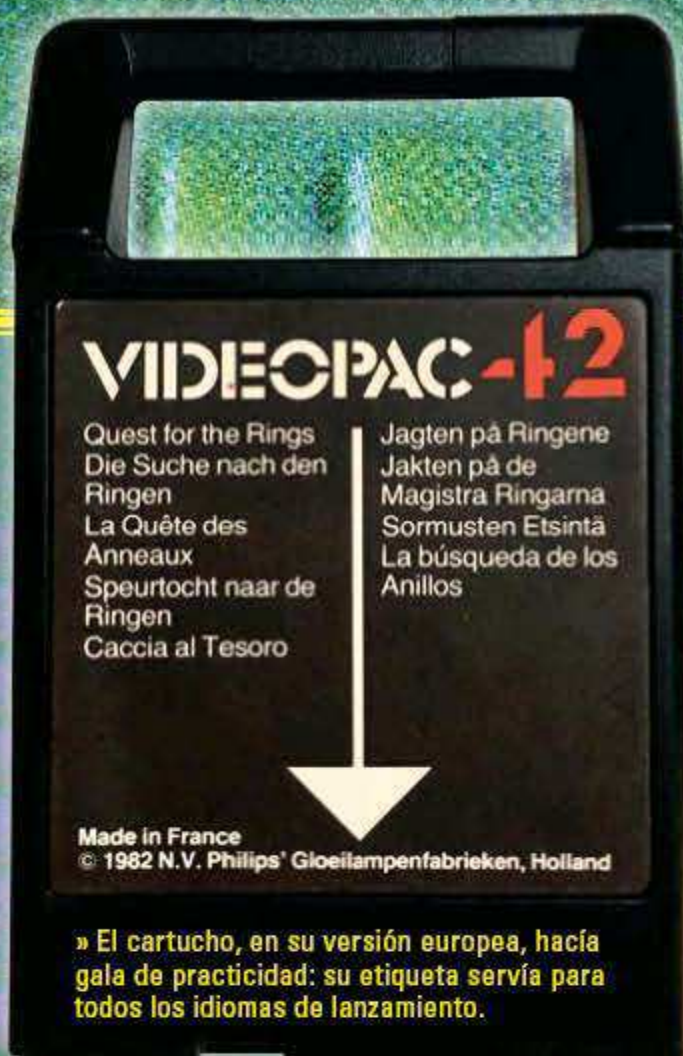 VIDEOPAC 42
Quest for the Rings
Die Suche nach den
Ringen
La Quête des
Anneaux
Speurtocht naar de
Ringen
Caccia al Tesoro
Jagten på Ringene
Jakten på de
Magistra Ringarna
Sormusten Etsintä
La búsqueda de los
Anillos
Made in France
© 1982 N.V. Philips' Gloeilampenfabrieken, Holland
» El cartucho, en su versión europea, hacía
gala de practicidad: su etiqueta servía para
todos los idiomas de lanzamiento.